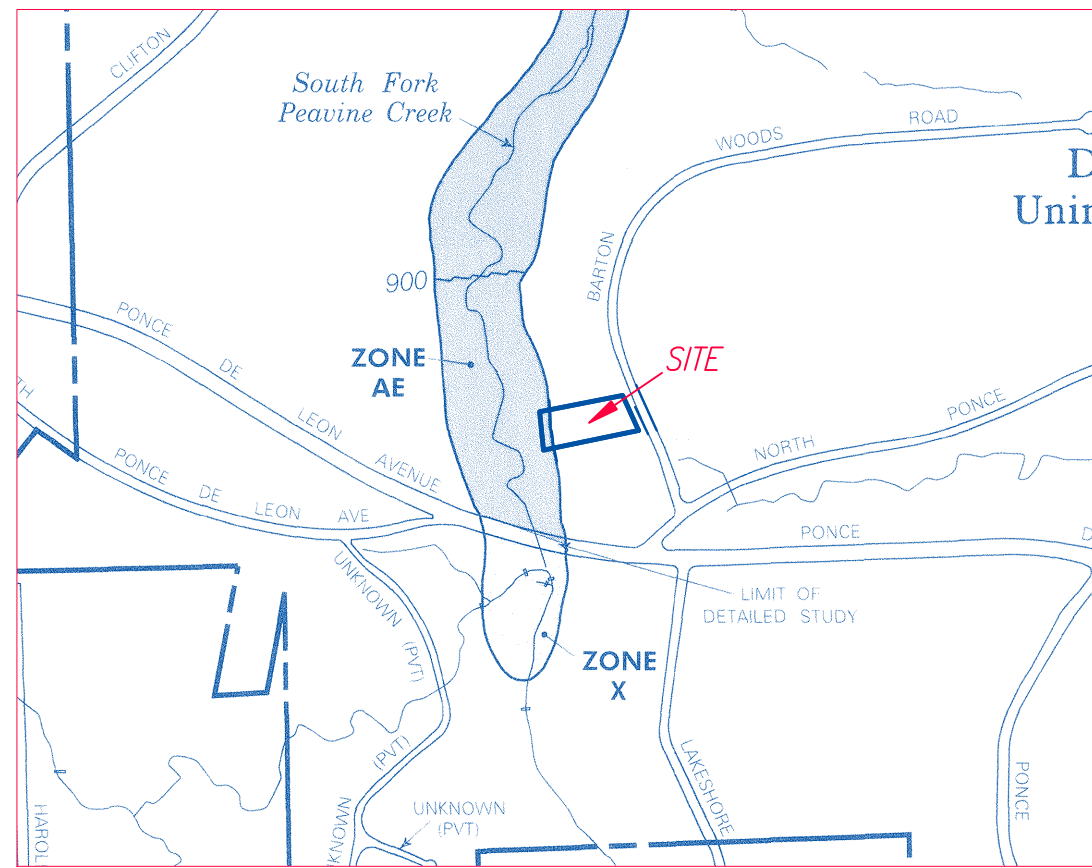 CLIFTON
South Fork
Peavine Creek
WOODS ROAD
D
Unin
BARTON
900
PONCE DE LEON AVENUE
ZONE
AE
SITE
TH
PONCE DE LEON AVE
NORTH PONCE
PONCE
D
UNKNOWN (PVT)
LIMIT OF
DETAILED STUDY
ZONE
X
(PVT)
LAKESHORE
PONCE
UNKNOWN
(PVT)
KNOWN
HAROL